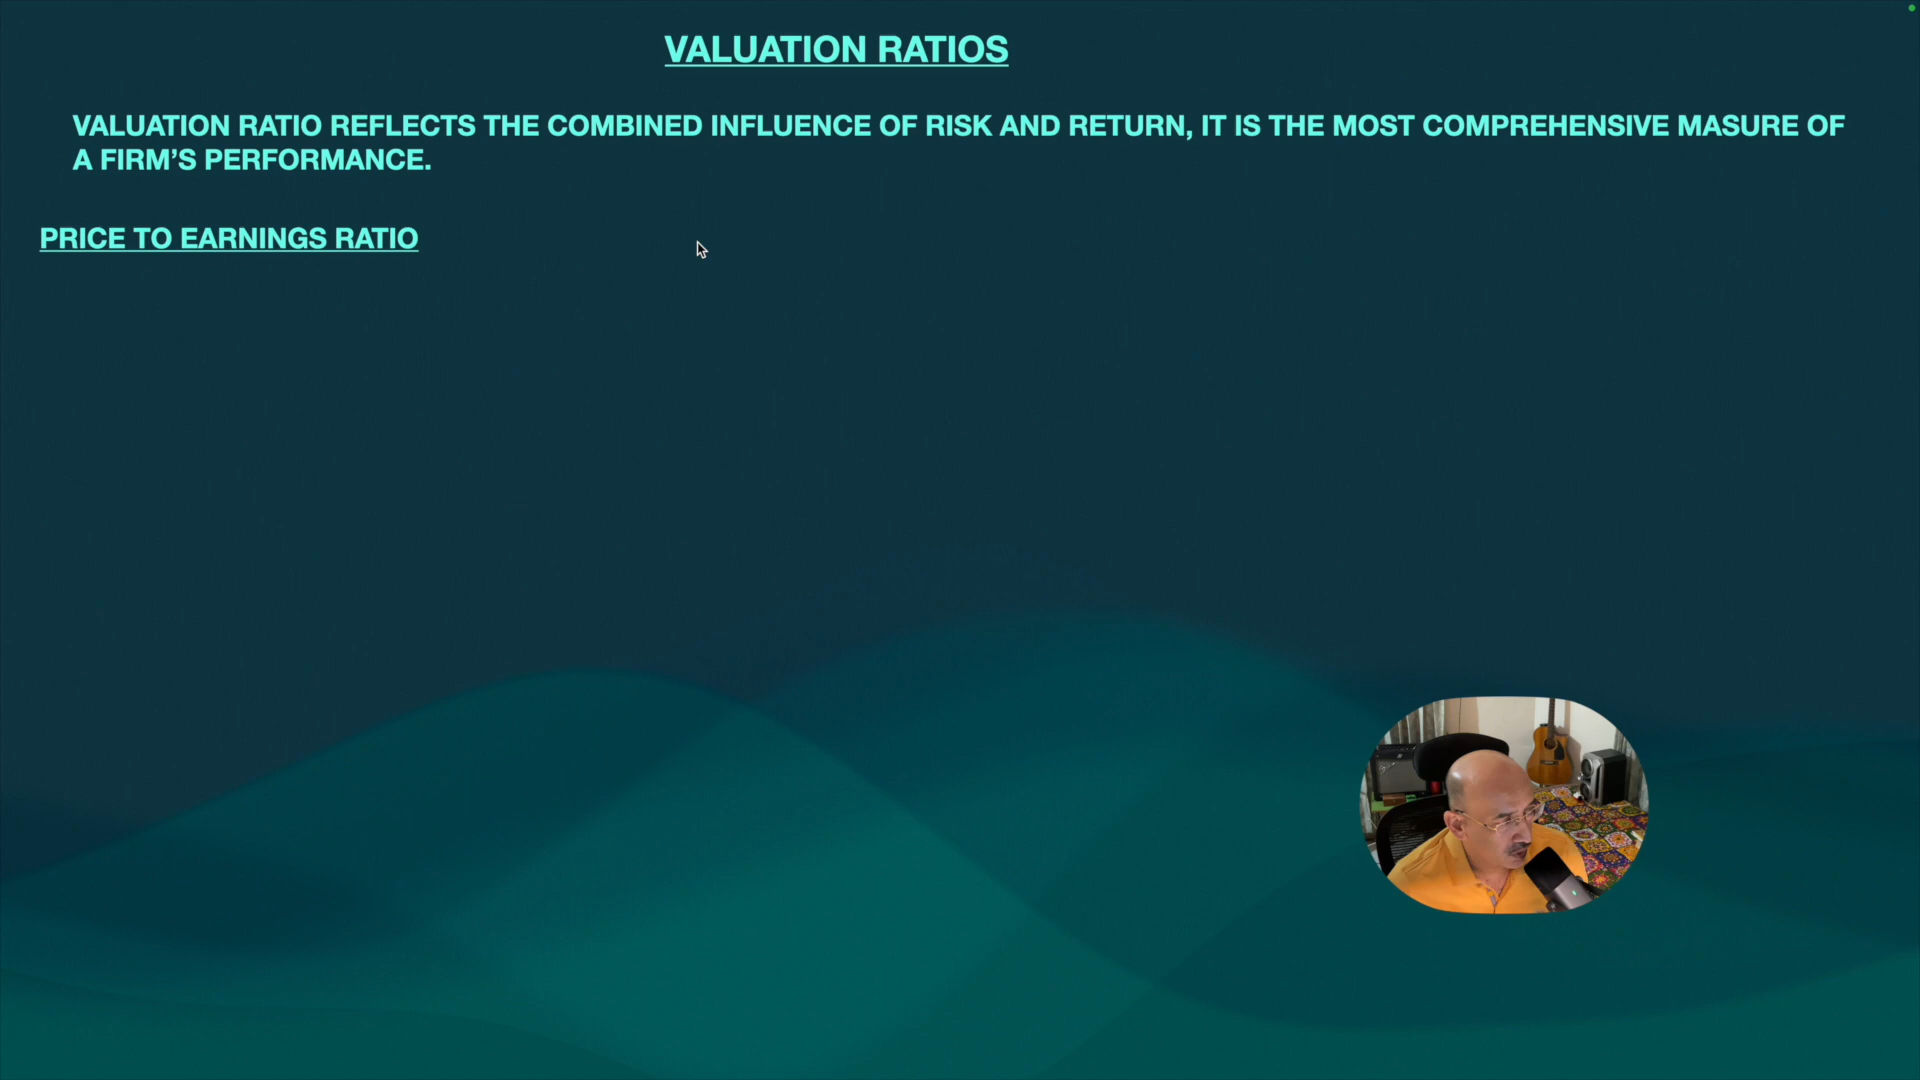 VALUATION RATIOS
VALUATION RATIO REFLECTS THE COMBINED INFLUENCE OF RISK AND RETURN, IT IS THE MOST COMPREHENSIVE MASURE OF
A FIRM’S PERFORMANCE.
PRICE TO EARNINGS RATIO